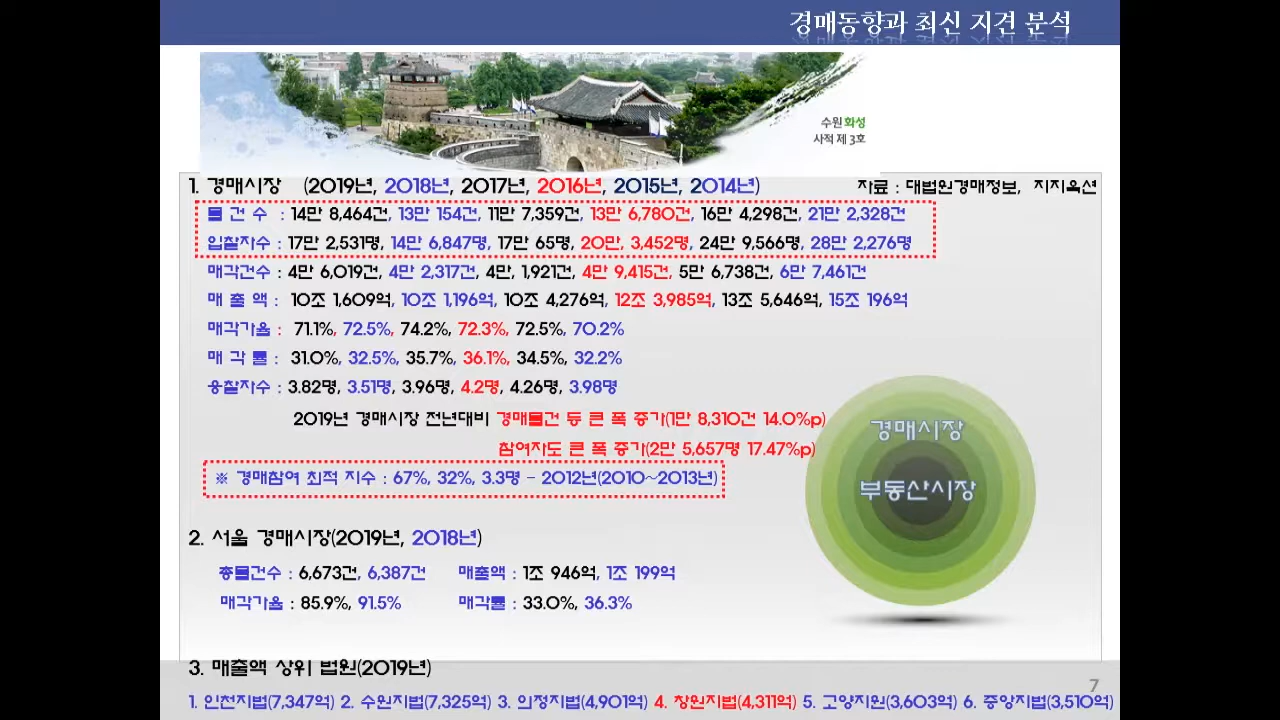 경매동향과 최신 지견 분석
수원 화성
사적 제 3호
1. 경매시장 (2019년, 2018년, 2017년, 2016년, 2015년, 2014년)
자료 : 대법원경매정보, 지지옥션
물 건 수 : 14만 8,464건, 13만 154건, 11만 7,359건, 13만 6,780건, 16만 4,298건, 21만 2,328건
입찰자수 : 17만 2,531명, 14만 6,847명, 17만 65명, 20만, 3,452명, 24만 9,566명, 28만 2,276명
매각건수 : 4만 6,019건, 4만 2,317건, 4만, 1,921건, 4만 9,415건, 5만 6,738건, 6만 7,461건
매 출 액 : 10조 1,609억, 10조 1,196억, 10조 4,276억, 12조 3,985억, 13조 5,646억, 15조 196억
매각가율 : 71.1%, 72.5%, 74.2%, 72.3%, 72.5%, 70.2%
매 각 률 : 31.0%, 32.5%, 35.7%, 36.1%, 34.5%, 32.2%
응찰자수 : 3.82명, 3.51명, 3.96명, 4.2명, 4.26명, 3.98명
2019년 경매시장 전년대비 경매물건 등 큰 폭 증가(1만 8,310건 14.0%p)
참여자도 큰 폭 증가(2만 5,657명 17.47%p)
※ 경매참여 최적 지수 : 67%, 32%, 3.3명 - 2012년(2010~2013년)
경매시장
부동산시장
2. 서울 경매시장(2019년, 2018년)
총물건수 : 6,673건, 6,387건 매출액 : 1조 946억, 1조 199억
매각가율 : 85.9%, 91.5% 매각률 : 33.0%, 36.3%
3. 매출액 상위 법원(2019년)
7
1. 인천지법(7,347억) 2. 수원지법(7,325억) 3. 의정지법(4,901억) 4. 창원지법(4,311억) 5. 고양지원(3,603억) 6. 중앙지법(3,510억)